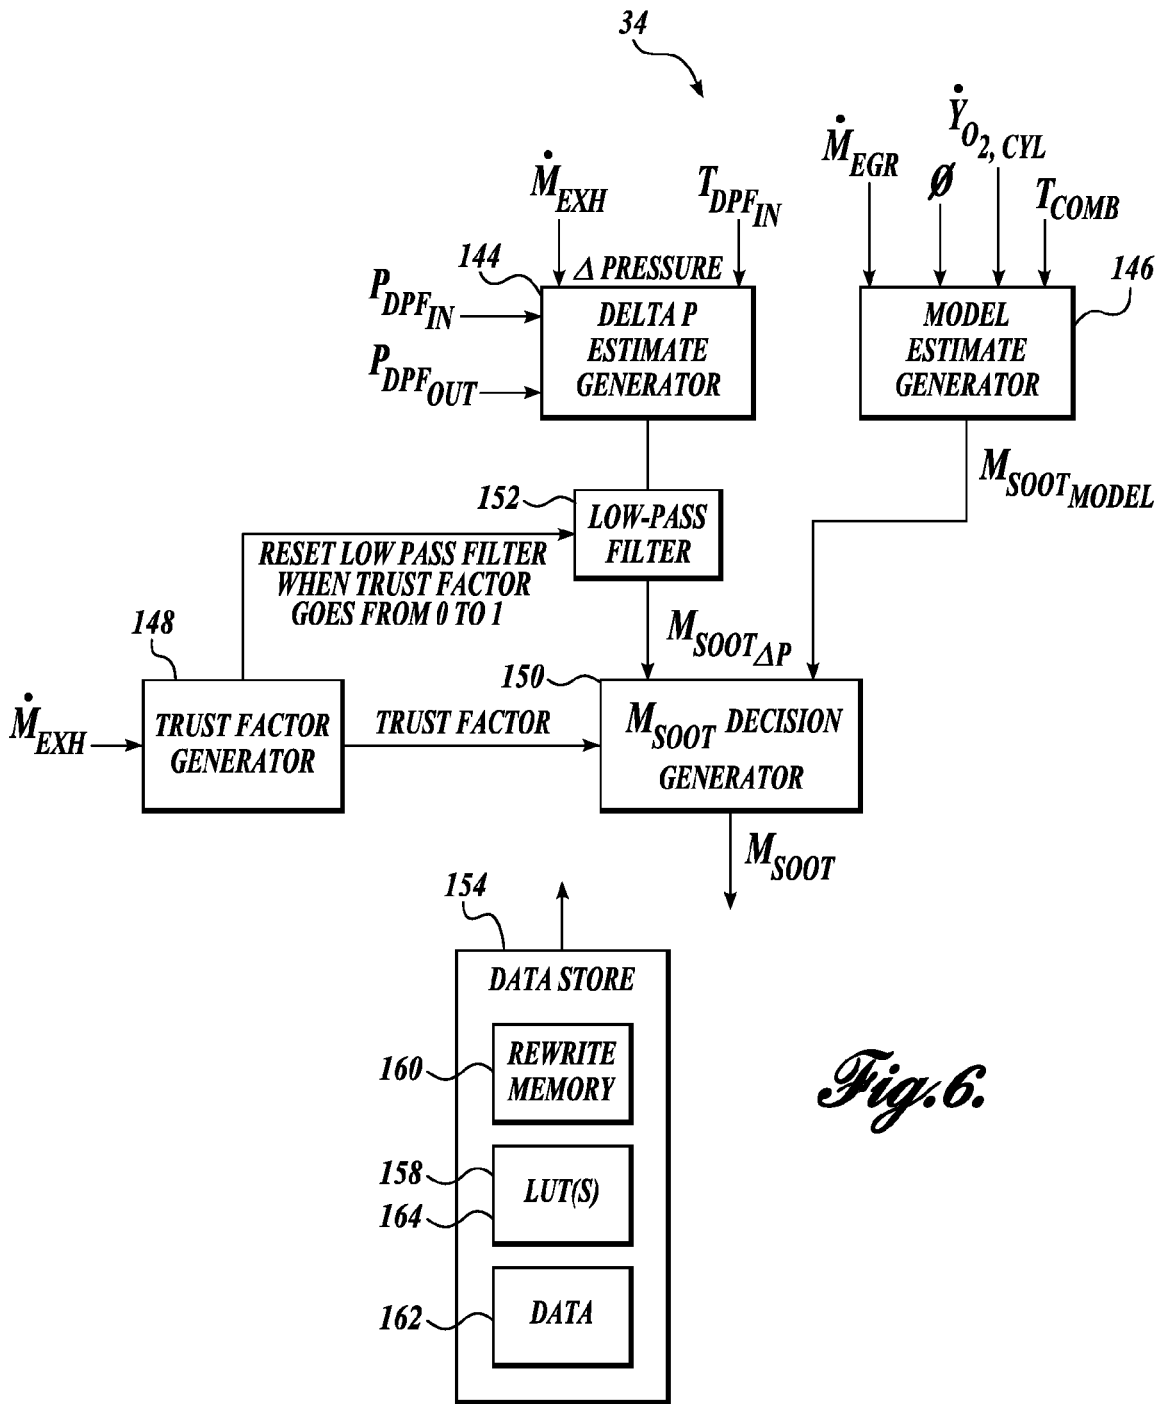 34
Ṁ_EXH
T_DPF_IN
Ṁ_EGR
Ø
Ẏ_O₂, CYL
T_COMB
144
Δ PRESSURE
146
P_DPF_IN
P_DPF_OUT
DELTA P
ESTIMATE
GENERATOR
MODEL
ESTIMATE
GENERATOR
M_SOOT_MODEL
152
LOW-PASS
FILTER
RESET LOW PASS FILTER
WHEN TRUST FACTOR
GOES FROM 0 TO 1
M_SOOT_ΔP
148
150
Ṁ_EXH
TRUST FACTOR
GENERATOR
TRUST FACTOR
M_SOOT DECISION
GENERATOR
M_SOOT
154
DATA STORE
160
REWRITE
MEMORY
158
164
LUT(S)
162
DATA
Fig.6.